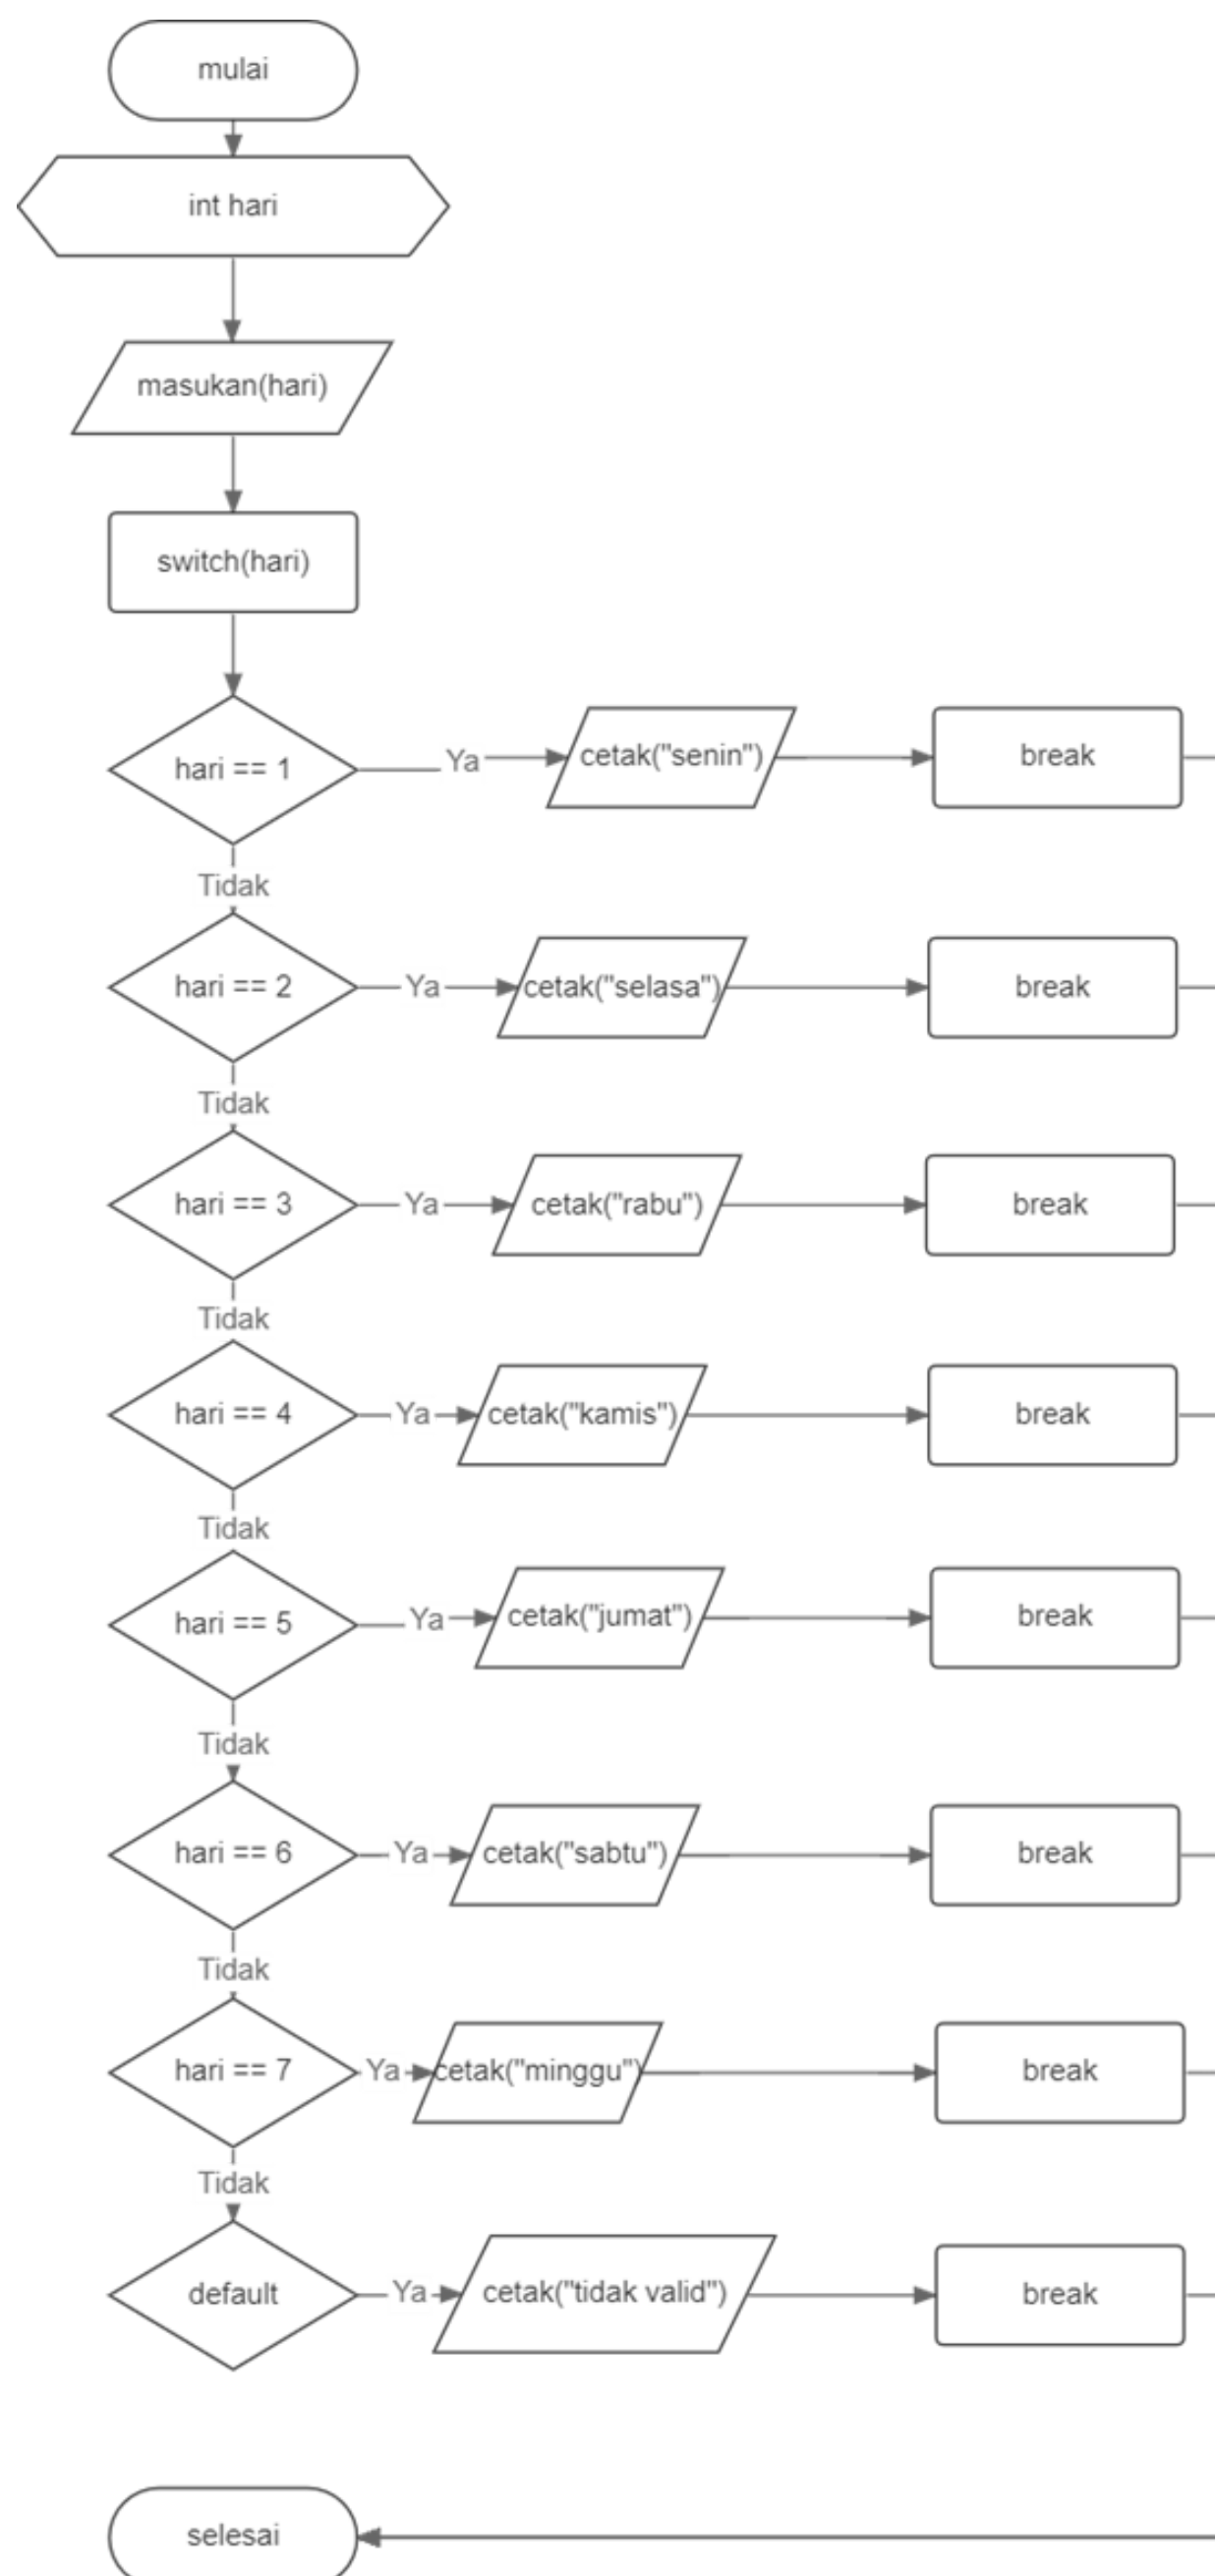 mulai
int hari
masukan(hari)
switch(hari)
hari == 1
Ya
cetak("senin")
break
Tidak
hari == 2
Ya
cetak("selasa")
break
Tidak
hari == 3
Ya
cetak("rabu")
break
Tidak
hari == 4
Ya
cetak("kamis")
break
Tidak
hari == 5
Ya
cetak("jumat")
break
Tidak
hari == 6
Ya
cetak("sabtu")
break
Tidak
hari == 7
Ya
cetak("minggu")
break
Tidak
default
Ya
cetak("tidak valid")
break
selesai